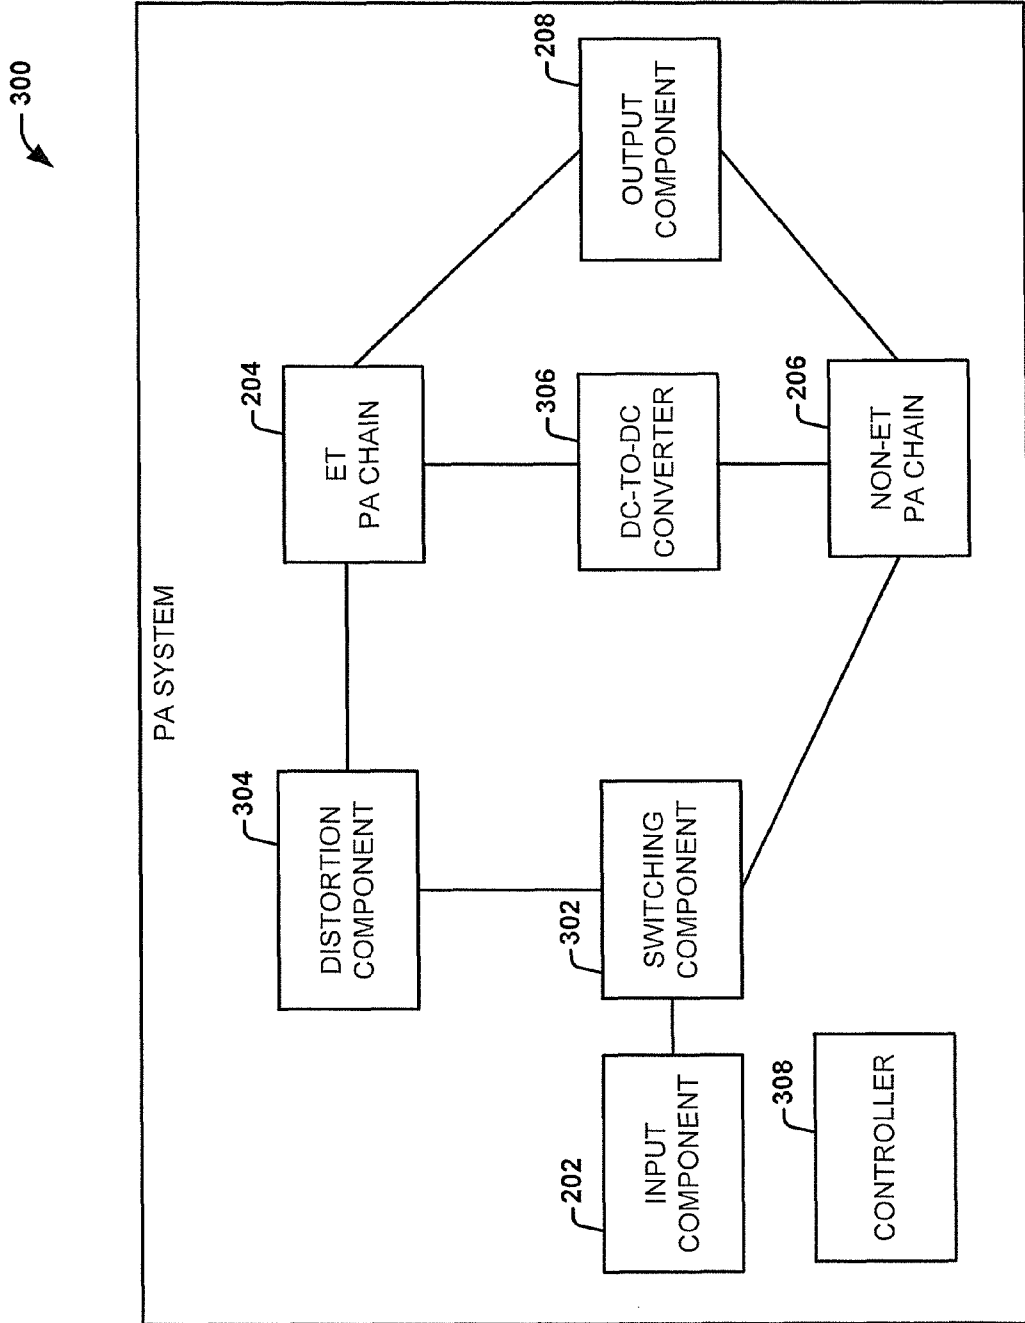 300
PA SYSTEM
304
DISTORTION
COMPONENT
204
ET
PA CHAIN
202
INPUT
COMPONENT
302
SWITCHING
COMPONENT
306
DC-TO-DC
CONVERTER
208
OUTPUT
COMPONENT
308
CONTROLLER
206
NON-ET
PA CHAIN